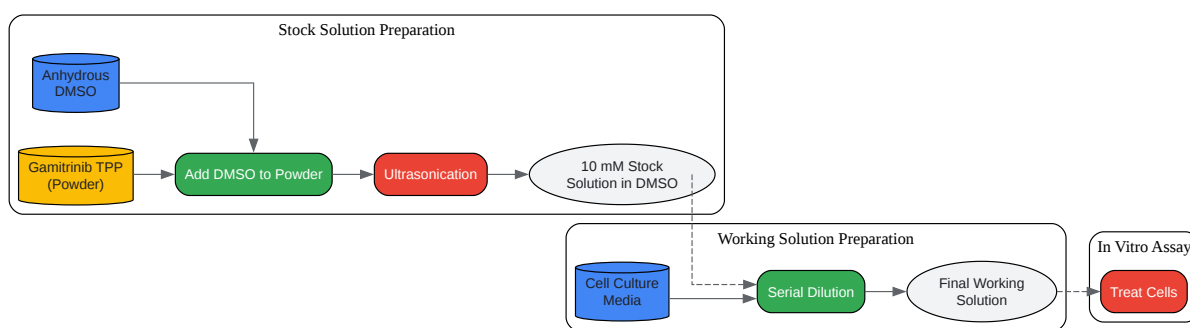 Stock Solution Preparation
Anhydrous
DMSO
Gamitrinib TPP
(Powder)
Add DMSO to Powder
Ultrasonication
10 mM Stock
Solution in DMSO
Working Solution Preparation
Cell Culture
Media
Serial Dilution
Final Working
Solution
In Vitro Assay
Treat Cells